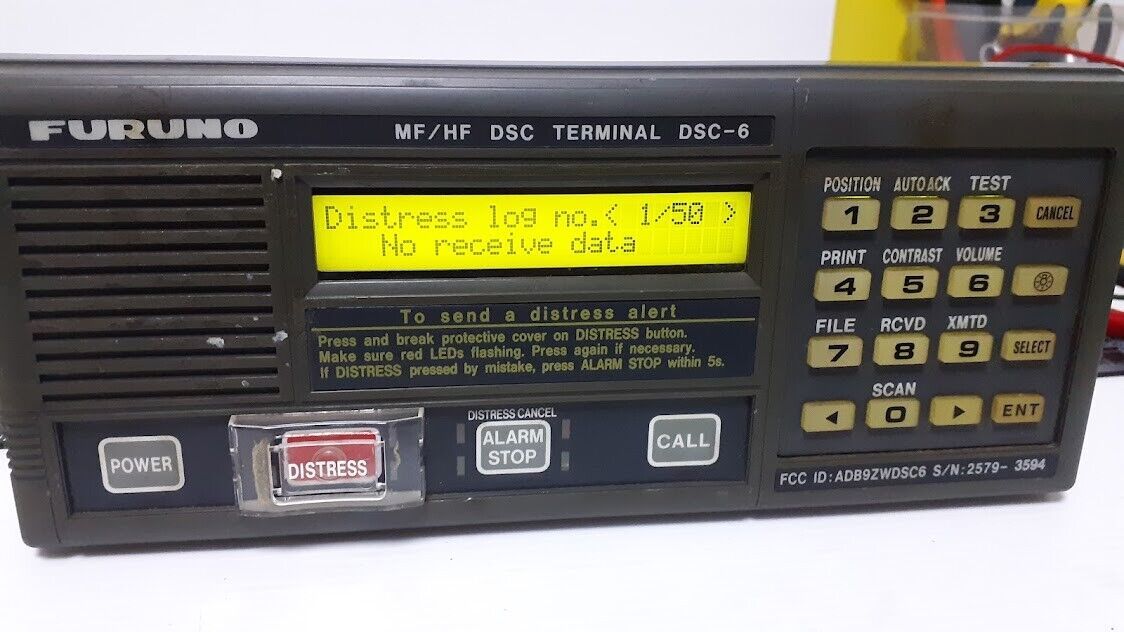 FURUNO
MF/HF DSC TERMINAL DSC-6
Distress log no.< 1/50 >
No receive data
To send a distress alert
Press and break protective cover on DISTRESS button.
Make sure red LEDs flashing. Press again if necessary.
If DISTRESS pressed by mistake, press ALARM STOP within 5s.
POWER
DISTRESS
DISTRESS CANCEL
ALARM
STOP
CALL
POSITION AUTO ACK TEST
1 2 3 CANCEL
PRINT CONTRAST VOLUME
4 5 6
FILE RCVD XMTD
7 8 9 SELECT
SCAN
◄ 0 ► ENT
FCC ID:ADB9ZWDSC6 S/N:2579- 3594